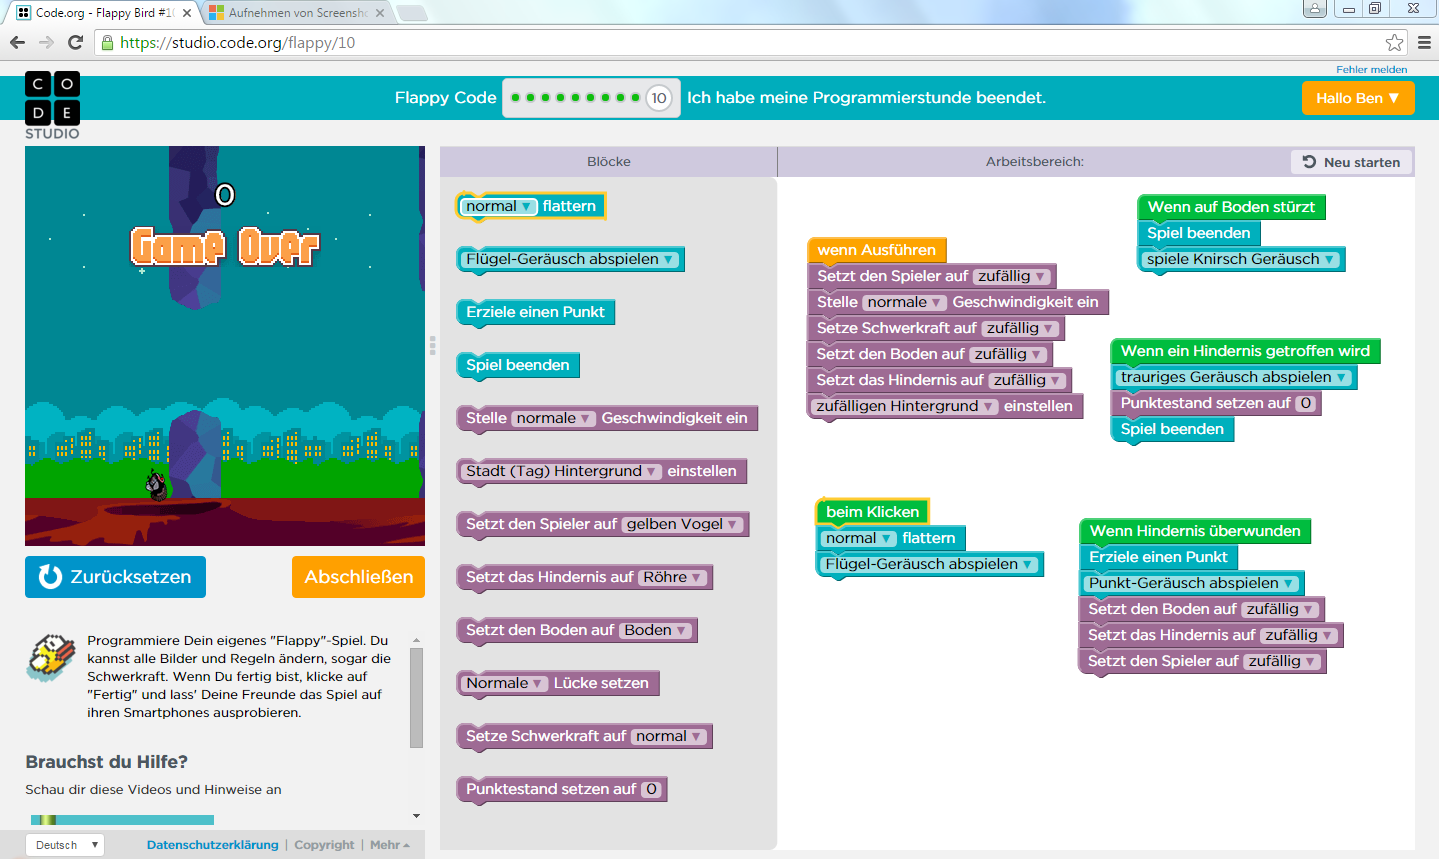 Code.org - Flappy Bird #10
Aufnehmen von Screensho
https://studio.code.org/flappy/10
Fehler melden
CODE
STUDIO
Flappy Code
10
Ich habe meine Programmierstunde beendet.
Hallo Ben ▼
Blöcke
Arbeitsbereich:
Neu starten
0
Game Over
Zurücksetzen
Abschließen
Programmiere Dein eigenes "Flappy"-Spiel. Du
kannst alle Bilder und Regeln ändern, sogar die
Schwerkraft. Wenn Du fertig bist, klicke auf
"Fertig" und lass' Deine Freunde das Spiel auf
ihren Smartphones ausprobieren.
Brauchst du Hilfe?
Schau dir diese Videos und Hinweise an
Deutsch ▼
Datenschutzerklärung | Copyright | Mehr
normal ▼ flattern
Flügel-Geräusch abspielen ▼
Erziele einen Punkt
Spiel beenden
Stelle normale ▼ Geschwindigkeit ein
Stadt (Tag) Hintergrund ▼ einstellen
Setzt den Spieler auf gelben Vogel ▼
Setzt das Hindernis auf Röhre ▼
Setzt den Boden auf Boden ▼
Normale ▼ Lücke setzen
Setze Schwerkraft auf normal ▼
Punktestand setzen auf 0
wenn Ausführen
Setzt den Spieler auf zufällig ▼
Stelle normale ▼ Geschwindigkeit ein
Setze Schwerkraft auf zufällig ▼
Setzt den Boden auf zufällig ▼
Setzt das Hindernis auf zufällig ▼
zufälligen Hintergrund ▼ einstellen
Wenn auf Boden stürzt
Spiel beenden
spiele Knirsch Geräusch ▼
Wenn ein Hindernis getroffen wird
trauriges Geräusch abspielen ▼
Punktestand setzen auf 0
Spiel beenden
beim Klicken
normal ▼ flattern
Flügel-Geräusch abspielen ▼
Wenn Hindernis überwunden
Erziele einen Punkt
Punkt-Geräusch abspielen ▼
Setzt den Boden auf zufällig ▼
Setzt das Hindernis auf zufällig ▼
Setzt den Spieler auf zufällig ▼